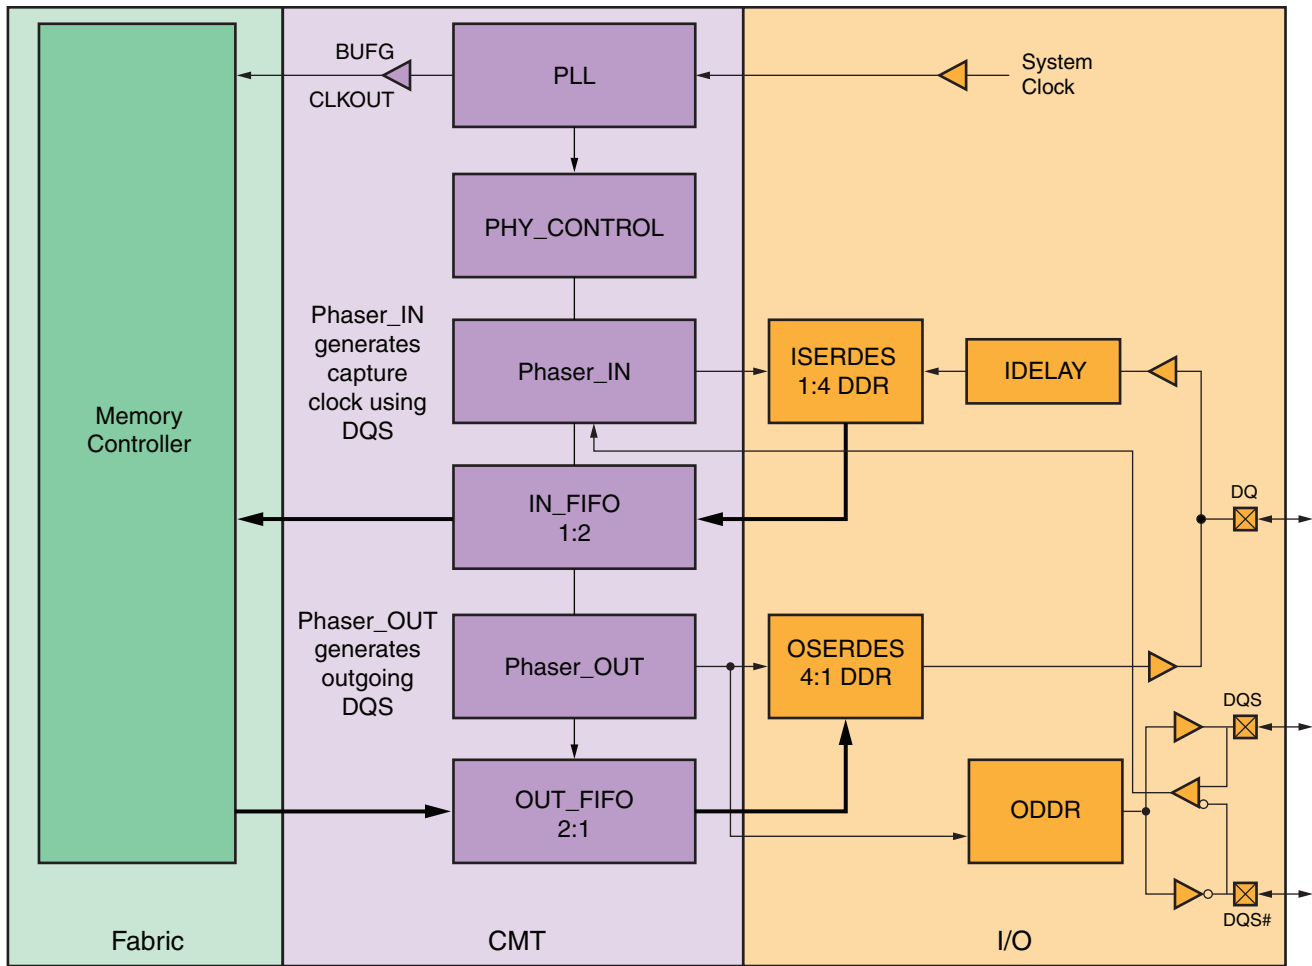 BUFG
CLKOUT
PLL
System
Clock
PHY_CONTROL
Phaser_IN
generates
capture
clock using
DQS
Phaser_IN
ISERDES
1:4 DDR
IDELAY
Memory
Controller
IN_FIFO
1:2
DQ
Phaser_OUT
generates
outgoing
DQS
Phaser_OUT
OSERDES
4:1 DDR
DQS
OUT_FIFO
2:1
ODDR
DQS#
Fabric
CMT
I/O